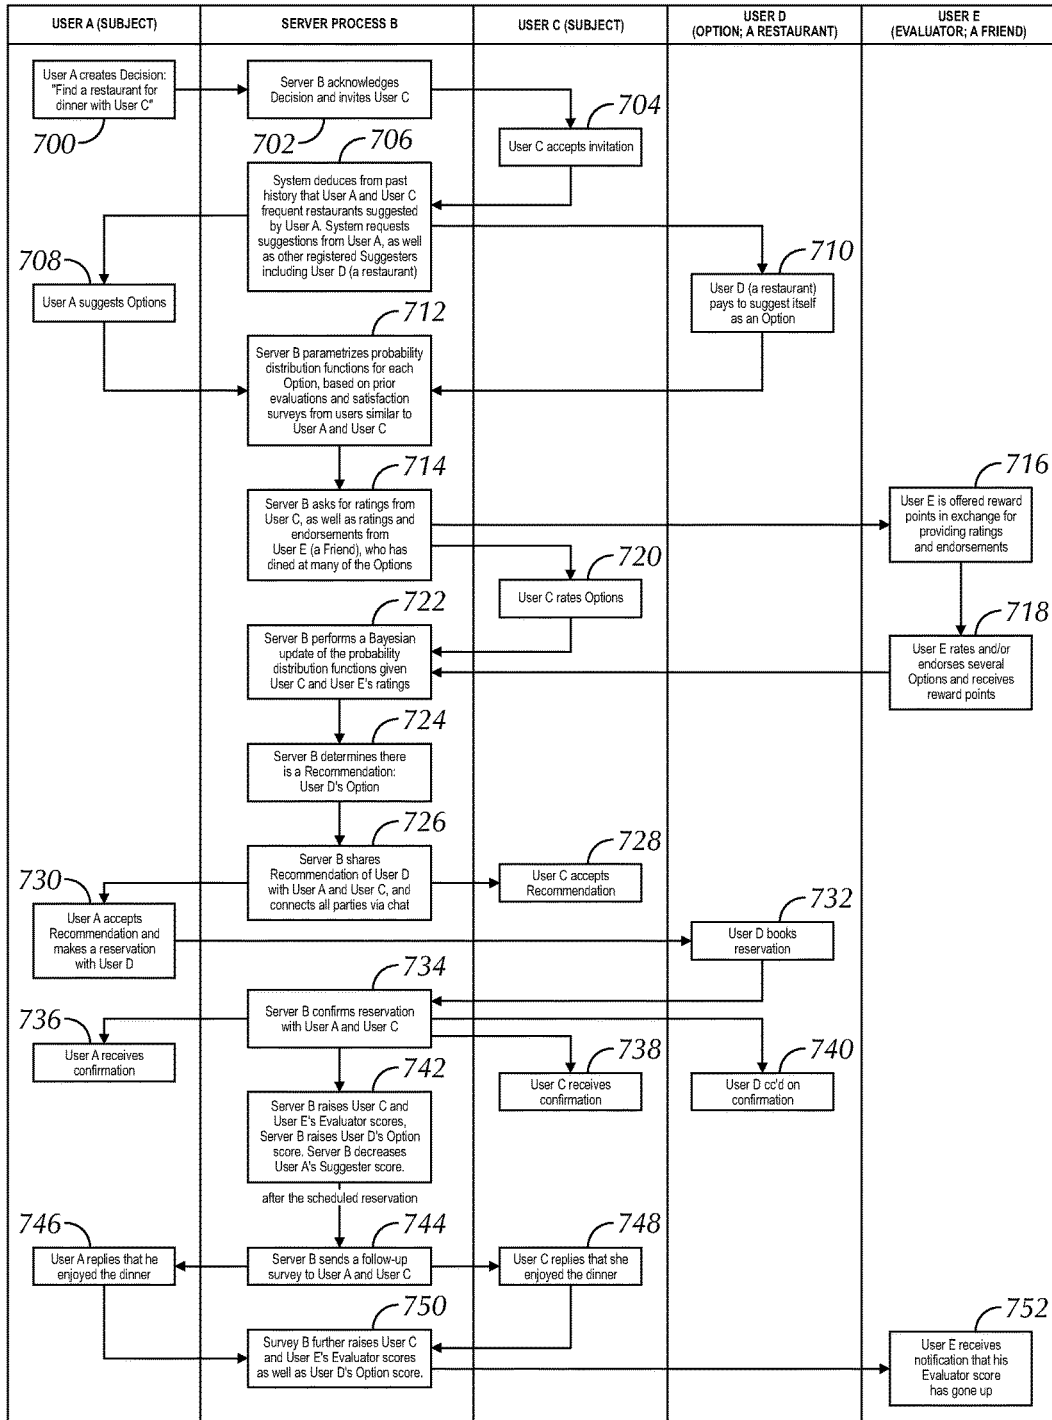 USER A (SUBJECT)
SERVER PROCESS B
USER C (SUBJECT)
USER D
(OPTION; A RESTAURANT)
USER E
(EVALUATOR; A FRIEND)
User A creates Decision:
"Find a restaurant for
dinner with User C"
700
Server B acknowledges
Decision and invites User C
702
704
User C accepts invitation
706
System deduces from past
history that User A and User C
frequent restaurants suggested
by User A. System requests
suggestions from User A, as well
as other registered Suggesters
including User D (a restaurant)
708
User A suggests Options
710
User D (a restaurant)
pays to suggest itself
as an Option
712
Server B parametrizes probability
distribution functions for each
Option, based on prior
evaluations and satisfaction
surveys from users similar to
User A and User C
714
Server B asks for ratings from
User C, as well as ratings and
endorsements from
User E (a Friend), who has
dined at many of the Options
716
User E is offered reward
points in exchange for
providing ratings
and endorsements
720
User C rates Options
718
User E rates and/or
endorses several
Options and receives
reward points
722
Server B performs a Bayesian
update of the probability
distribution functions given
User C and User E's ratings
724
Server B determines there
is a Recommendation:
User D's Option
726
Server B shares
Recommendation of User D
with User A and User C, and
connects all parties via chat
728
User C accepts
Recommendation
730
User A accepts
Recommendation and
makes a reservation
with User D
732
User D books
reservation
734
Server B confirms reservation
with User A and User C
736
User A receives
confirmation
738
User C receives
confirmation
740
User D cc'd on
confirmation
742
Server B raises User C and
User E's Evaluator scores,
Server B raises User D's Option
score. Server B decreases
User A's Suggester score.
after the scheduled reservation
744
Server B sends a follow-up
survey to User A and User C
746
User A replies that he
enjoyed the dinner
748
User C replies that she
enjoyed the dinner
750
Survey B further raises User C
and User E's Evaluator scores
as well as User D's Option score.
752
User E receives
notification that his
Evaluator score
has gone up